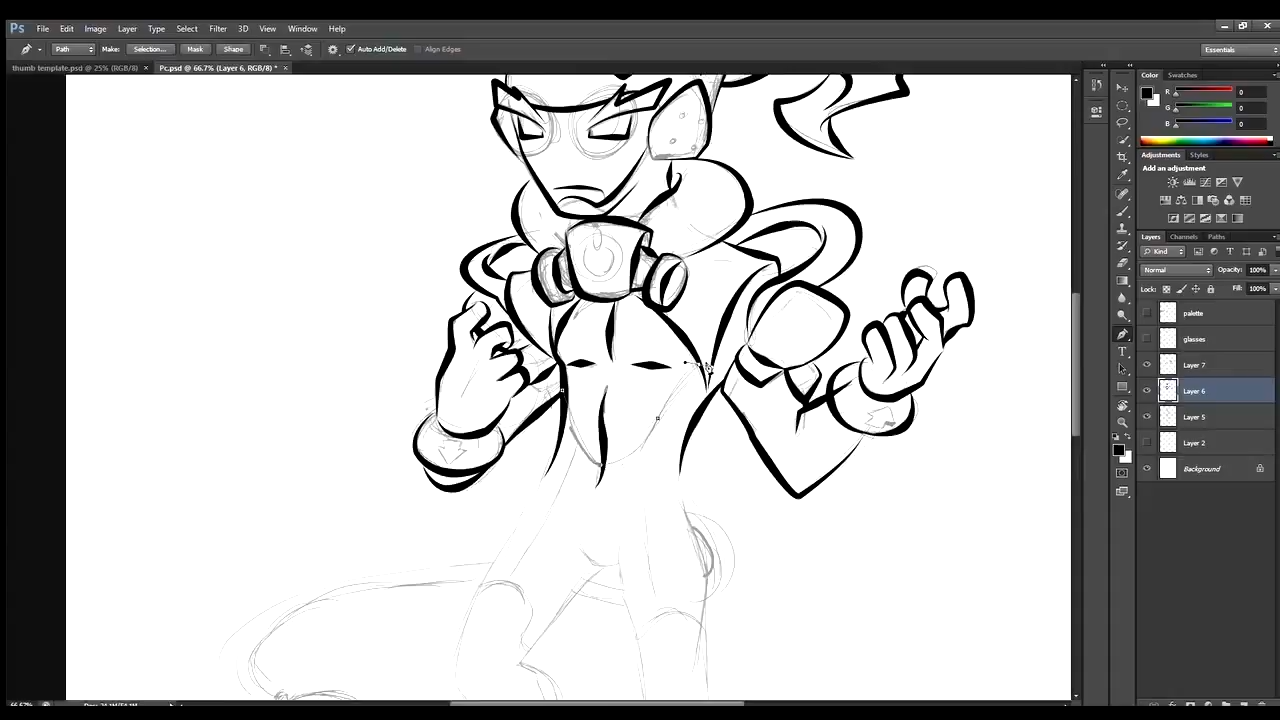 Ps File Edit Image Layer Type Select Filter 3D View Window Help
Path Make: Selection... Mask Shape Auto Add/Delete Align Edges Essentials
thumb template.psd @ 25% (RGB/8) × Pc.psd @ 66.7% (Layer 6, RGB/8) * ×
Color Swatches
R 0
G 0
B 0
Adjustments Styles
Add an adjustment
Layers Channels Paths
Kind
Normal Opacity: 100%
Lock: Fill: 100%
palette
glasses
Layer 7
Layer 6
Layer 5
Layer 2
Background